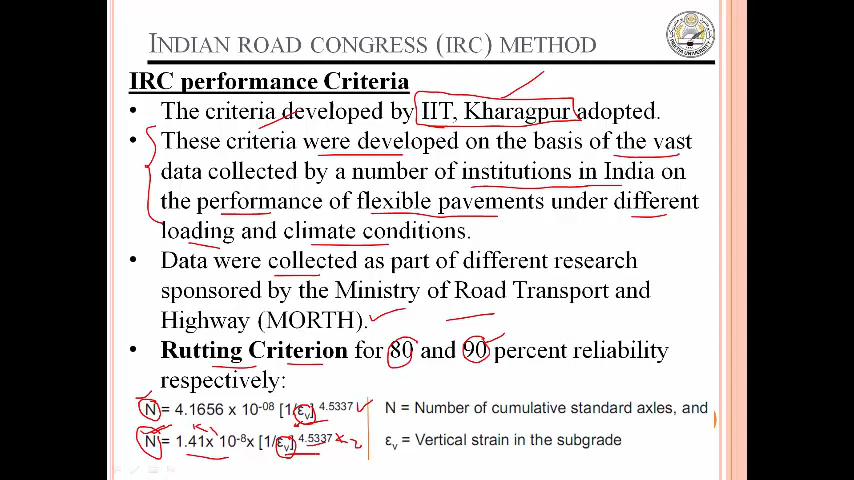 INDIAN ROAD CONGRESS (IRC) METHOD
IRC performance Criteria
• The criteria developed by IIT, Kharagpur adopted.
• These criteria were developed on the basis of the vast
data collected by a number of institutions in India on
the performance of flexible pavements under different
loading and climate conditions.
• Data were collected as part of different research
sponsored by the Ministry of Road Transport and
Highway (MORTH).
• Rutting Criterion for 80 and 90 percent reliability
respectively:
N = 4.1656 x 10-08 [1/εv] 4.5337
N = Number of cumulative standard axles, and
K1
N = 1.41x 10-8x [1/εv] 4.5337 K2
εv = Vertical strain in the subgrade